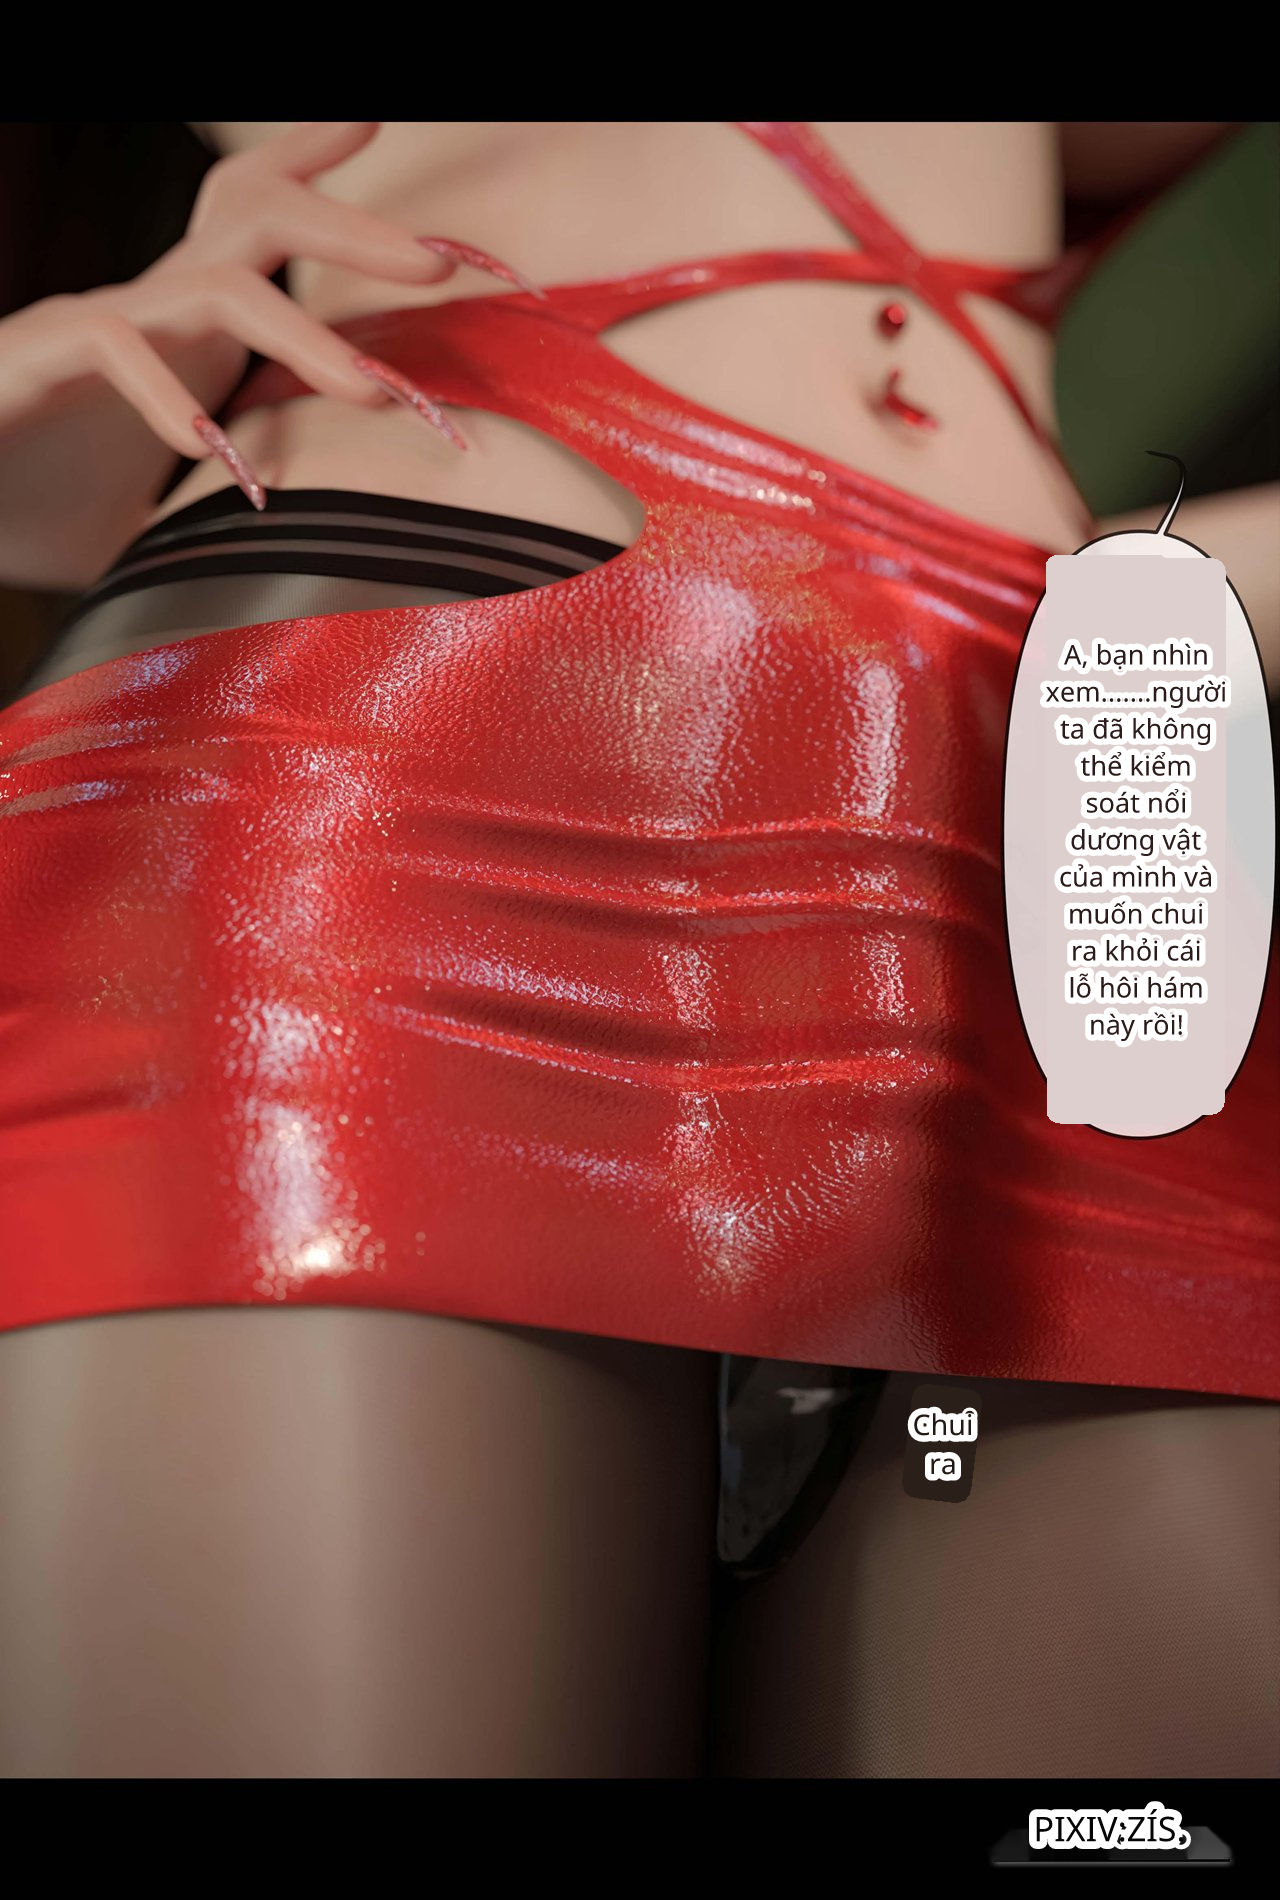 A, bạn nhìn
xem.......người
ta đã không
thể kiểm
soát nổi
dương vật
của mình và
muốn chui
ra khỏi cái
lỗ hôi hám
này rồi!
Chui
ra
PIXIV:ZÍS.